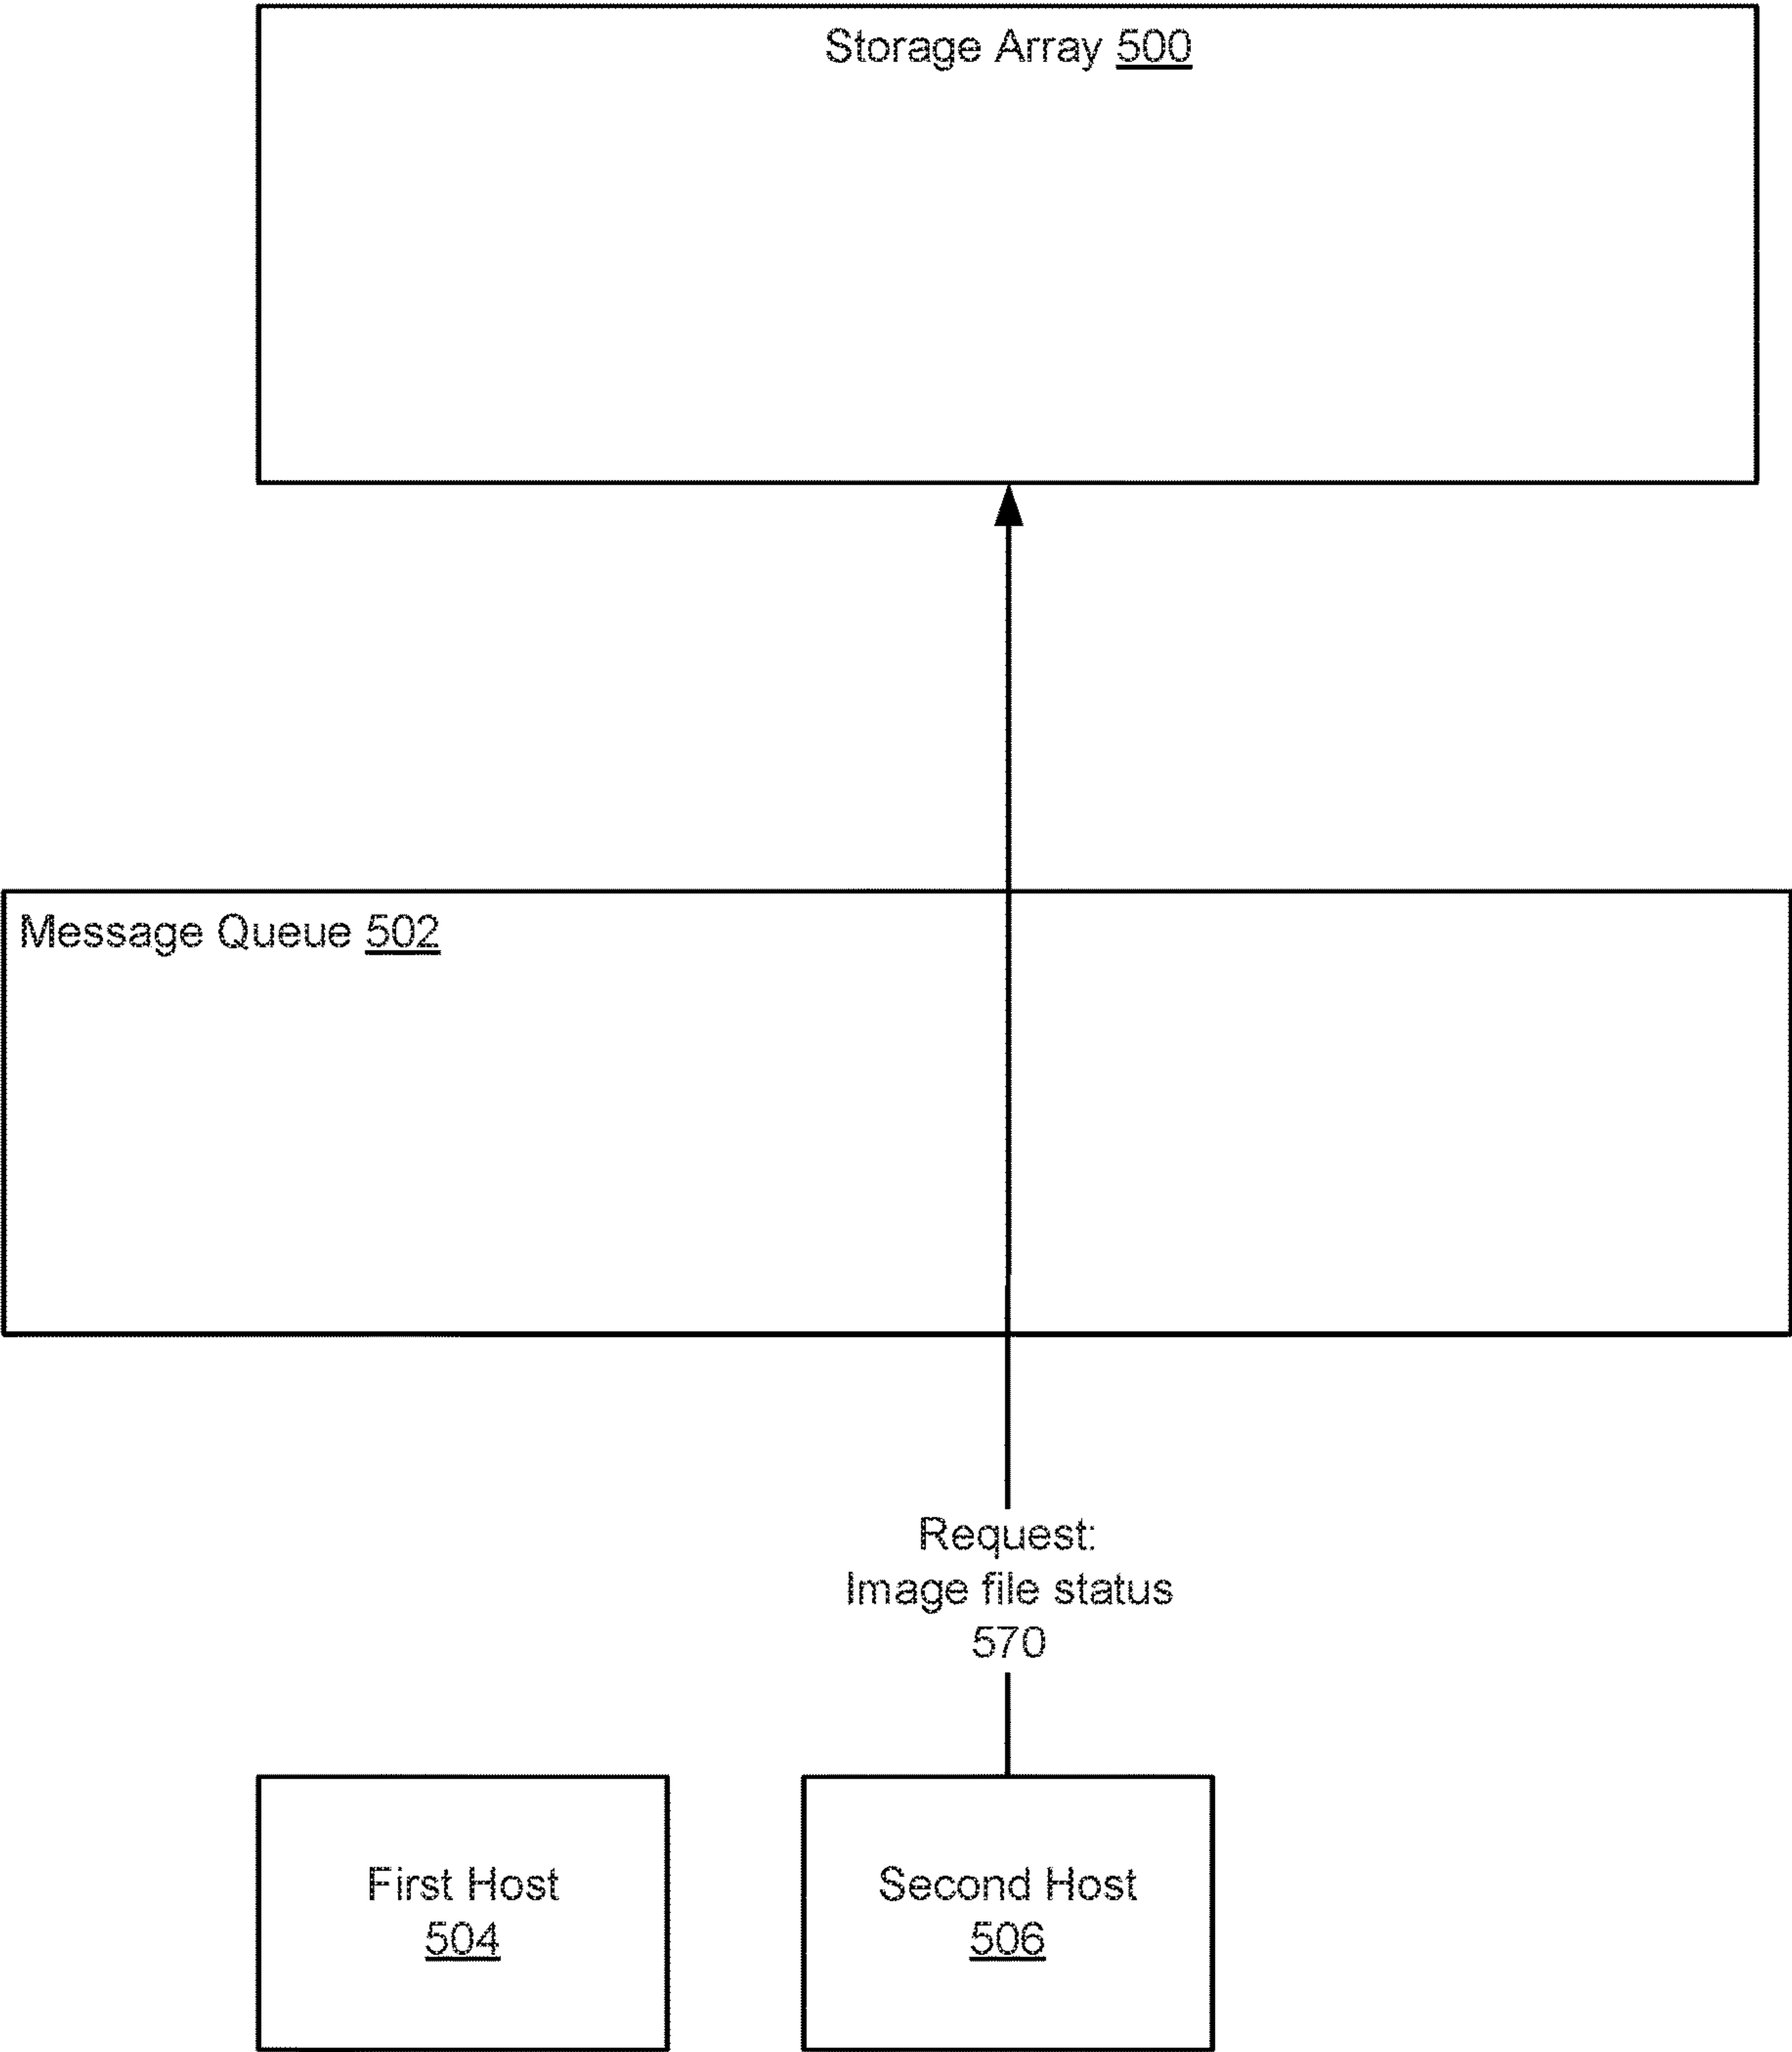 Storage Array 500
Message Queue 502
Request:
Image file status
570
First Host
504
Second Host
506